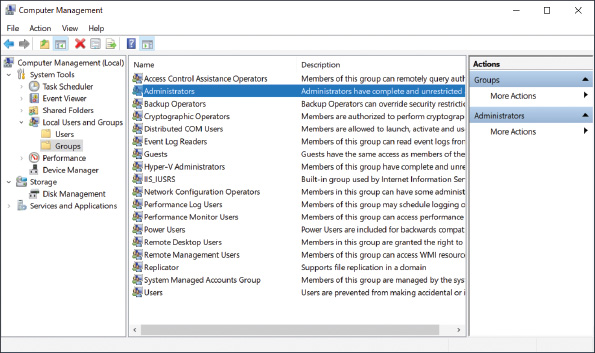 Computer Management
File Action View Help
Computer Management (Local)
System Tools
Task Scheduler
Event Viewer
Shared Folders
Local Users and Groups
Users
Groups
Performance
Device Manager
Storage
Disk Management
Services and Applications
Name Description
Access Control Assistance Operators Members of this group can remotely query auth
Administrators Administrators have complete and unrestricted
Backup Operators Backup Operators can override security restrictio
Cryptographic Operators Members are authorized to perform cryptograp
Distributed COM Users Members are allowed to launch, activate and us
Event Log Readers Members of this group can read event logs from
Guests Guests have the same access as members of the
Hyper-V Administrators Members of this group have complete and unre
IIS_IUSRS Built-in group used by Internet Information Ser
Network Configuration Operators Members in this group can have some administ
Performance Log Users Members of this group may schedule logging o
Performance Monitor Users Members of this group can access performance
Power Users Power Users are included for backwards compat
Remote Desktop Users Members in this group are granted the right to
Remote Management Users Members of this group can access WMI resourc
Replicator Supports file replication in a domain
System Managed Accounts Group Members of this group are managed by the sys
Users Users are prevented from making accidental or i
Actions
Groups
More Actions
Administrators
More Actions